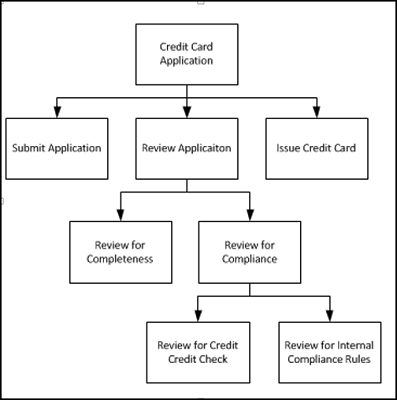 Credit Card
Application
Submit Application
Review Applicaiton
Issue Credit Card
Review for
Completeness
Review for
Compliance
Review for Credit
Credit Check
Review for Internal
Compliance Rules